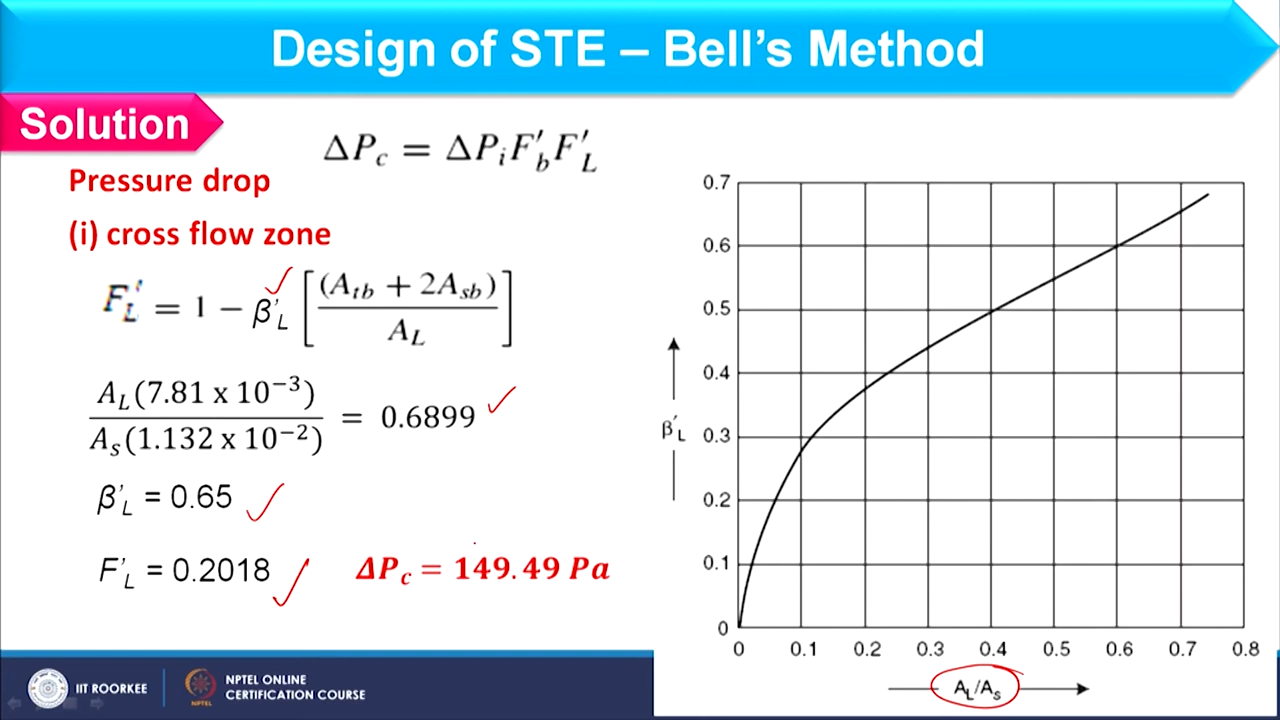 Design of STE – Bell's Method
Solution
ΔP_c = ΔP_i F'_b F'_L
Pressure drop
(i) cross flow zone
F'_L = 1 − β'_L [(A_tb + 2A_sb) / A_L]
A_L(7.81 x 10^−3) / A_s(1.132 x 10^−2) = 0.6899
β'_L = 0.65
F'_L = 0.2018
ΔP_c = 149.49 Pa
0.7
0.6
0.5
0.4
β'_L
0.3
0.2
0.1
0
0 0.1 0.2 0.3 0.4 0.5 0.6 0.7 0.8
A_L/A_s
IIT ROORKEE
NPTEL
NPTEL ONLINE
CERTIFICATION COURSE